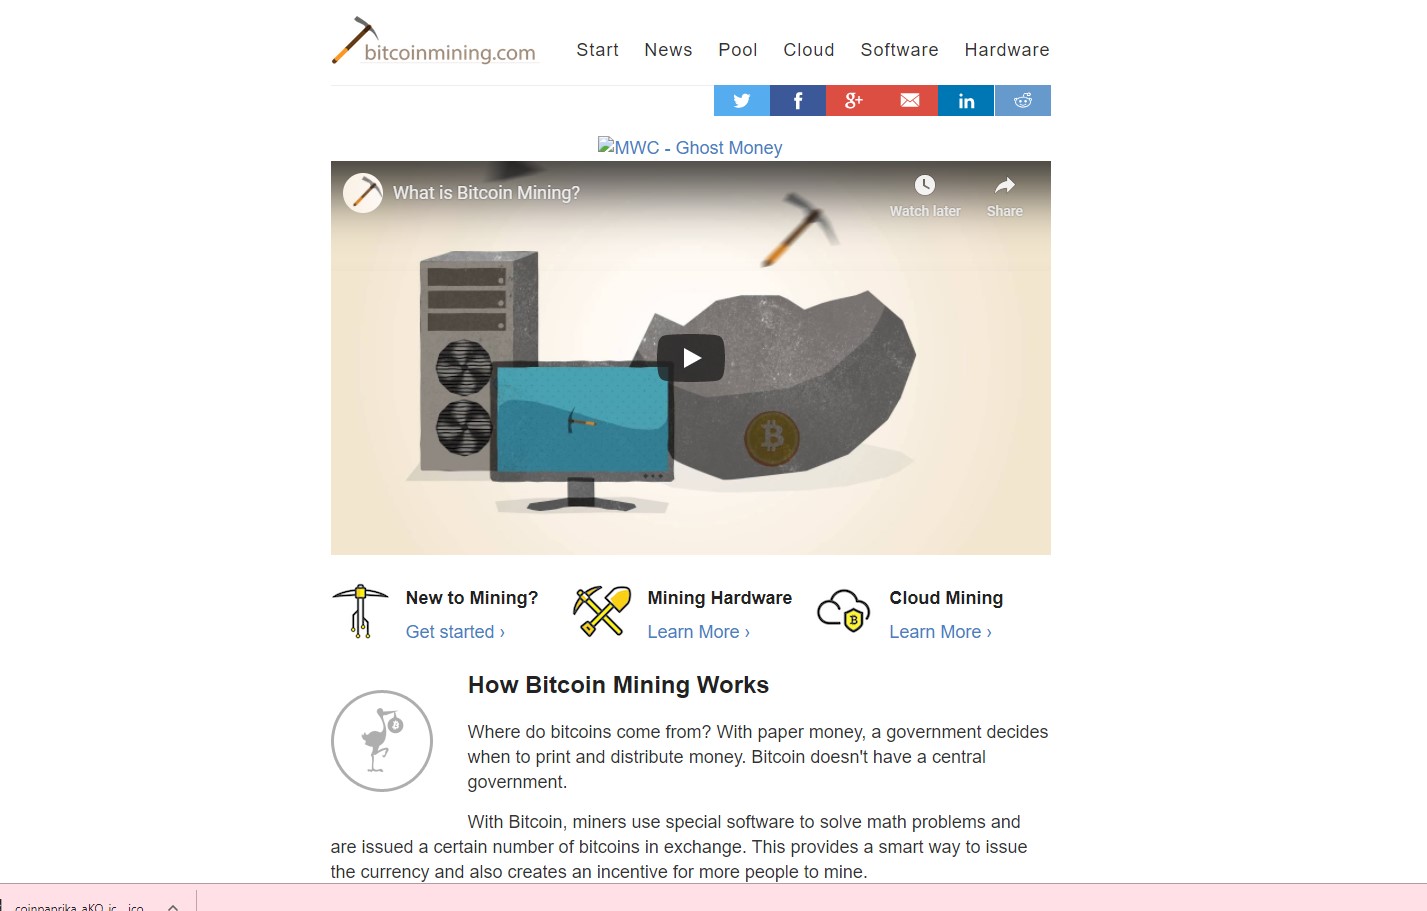 bitcoinmining.com
Start News Pool Cloud Software Hardware
MWC - Ghost Money
What is Bitcoin Mining?
Watch later
Share
New to Mining?
Get started ›
Mining Hardware
Learn More ›
Cloud Mining
Learn More ›
How Bitcoin Mining Works
Where do bitcoins come from? With paper money, a government decides
when to print and distribute money. Bitcoin doesn't have a central
government.
With Bitcoin, miners use special software to solve math problems and
are issued a certain number of bitcoins in exchange. This provides a smart way to issue
the currency and also creates an incentive for more people to mine.